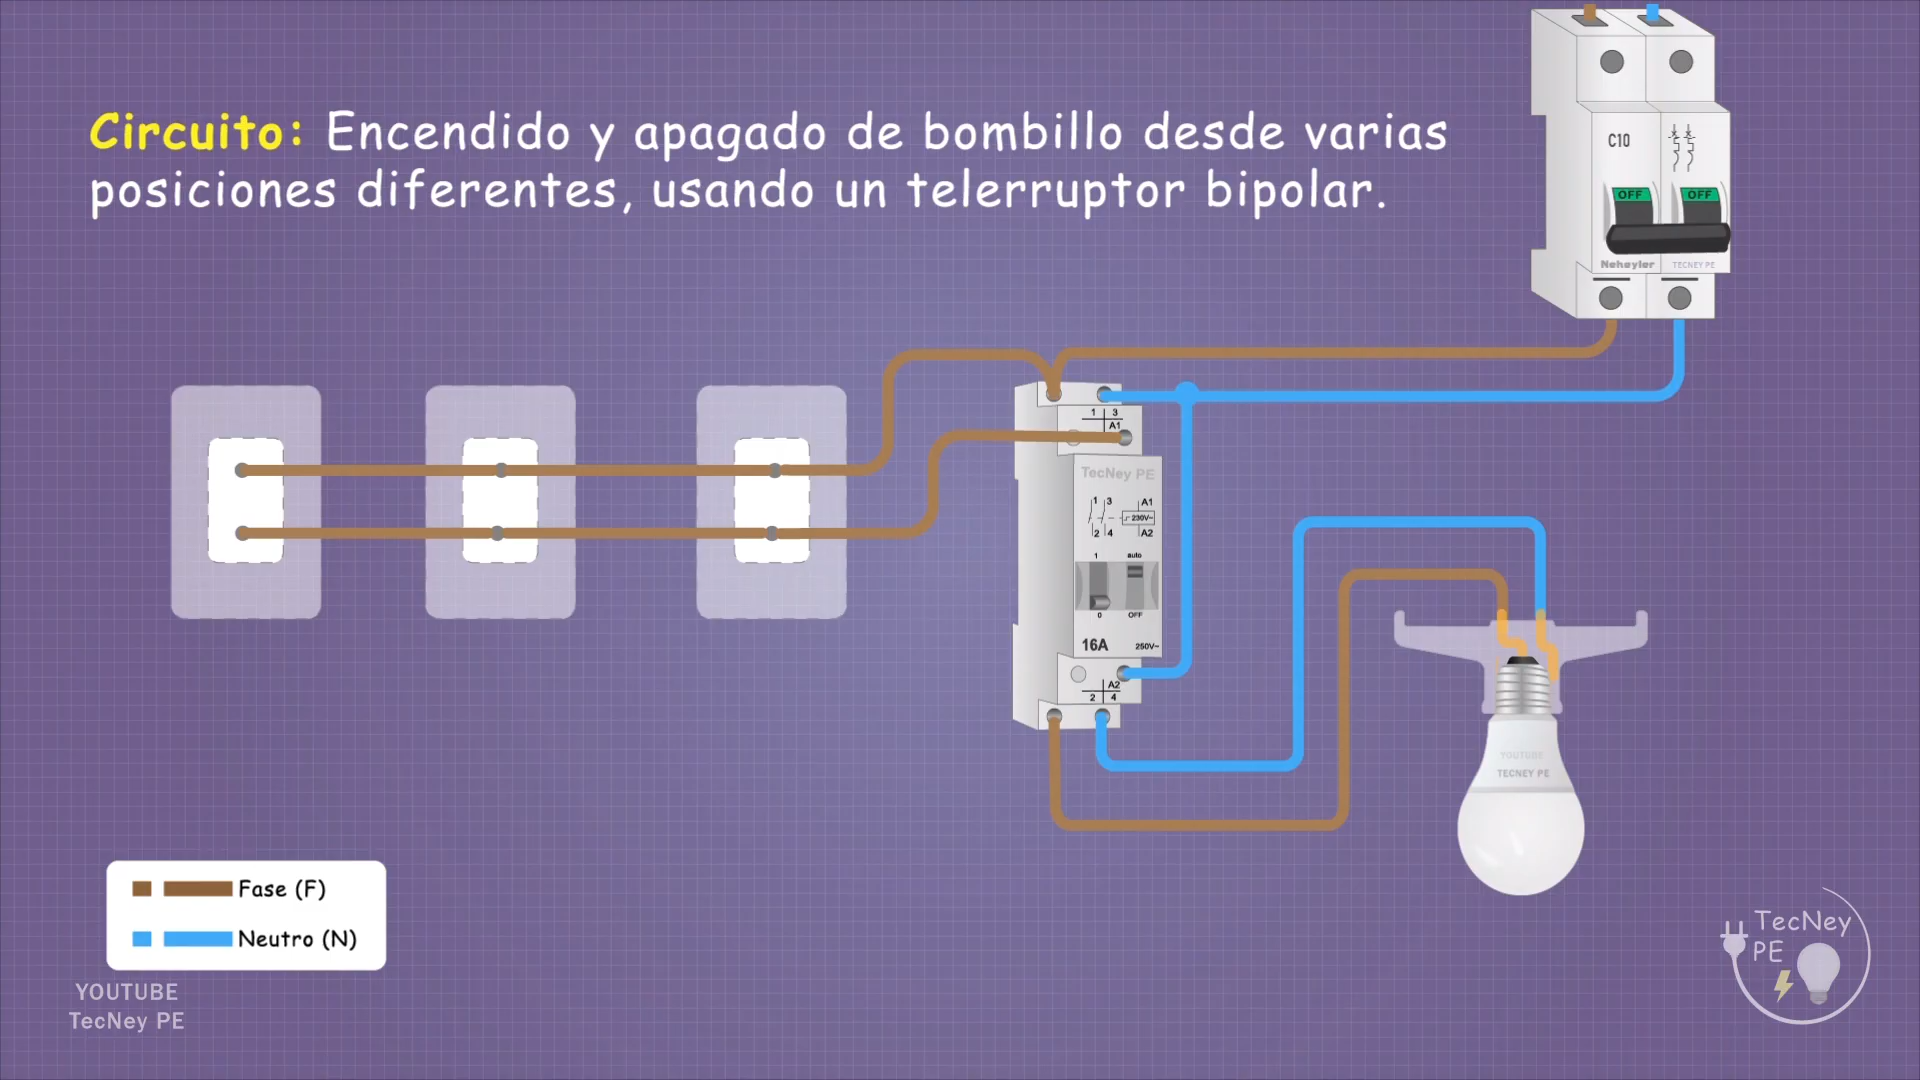 Circuito: Encendido y apagado de bombillo desde varias
posiciones diferentes, usando un telerruptor bipolar.
C10
OFF OFF
Nehayler TECNEY PE
1 3
A1
TecNey PE
1 3 A1
230V~
2 4 A2
1 auto
0 OFF
16A 250V~
A2
2 4
YOUTUBE
TECNEY PE
Fase (F)
Neutro (N)
YOUTUBE
TecNey PE
TecNey
PE